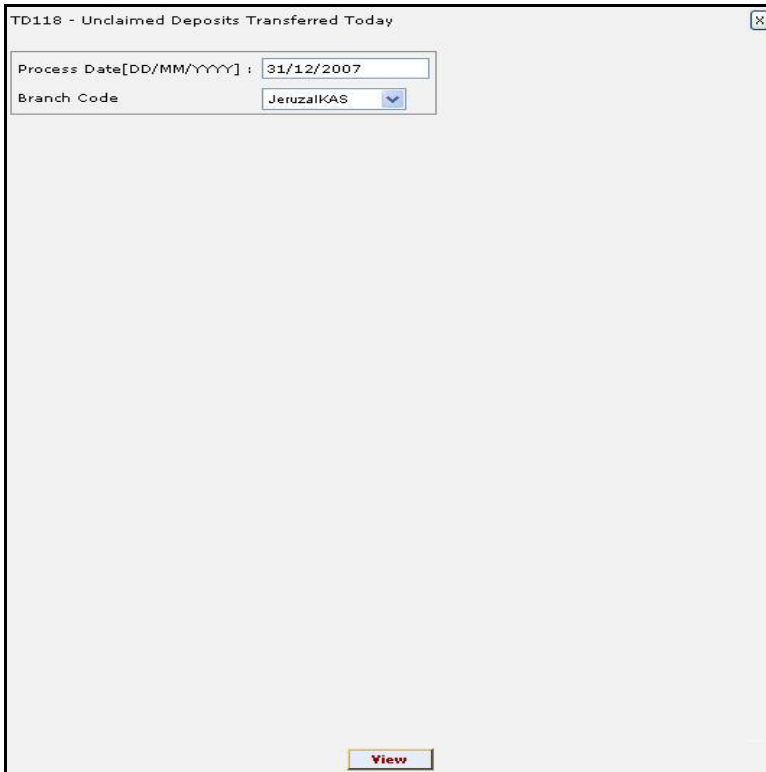 TD118 - Unclaimed Deposits Transferred Today
Process Date[DD/MM/YYYY] : 31/12/2007
Branch Code JeruzalKAS
View